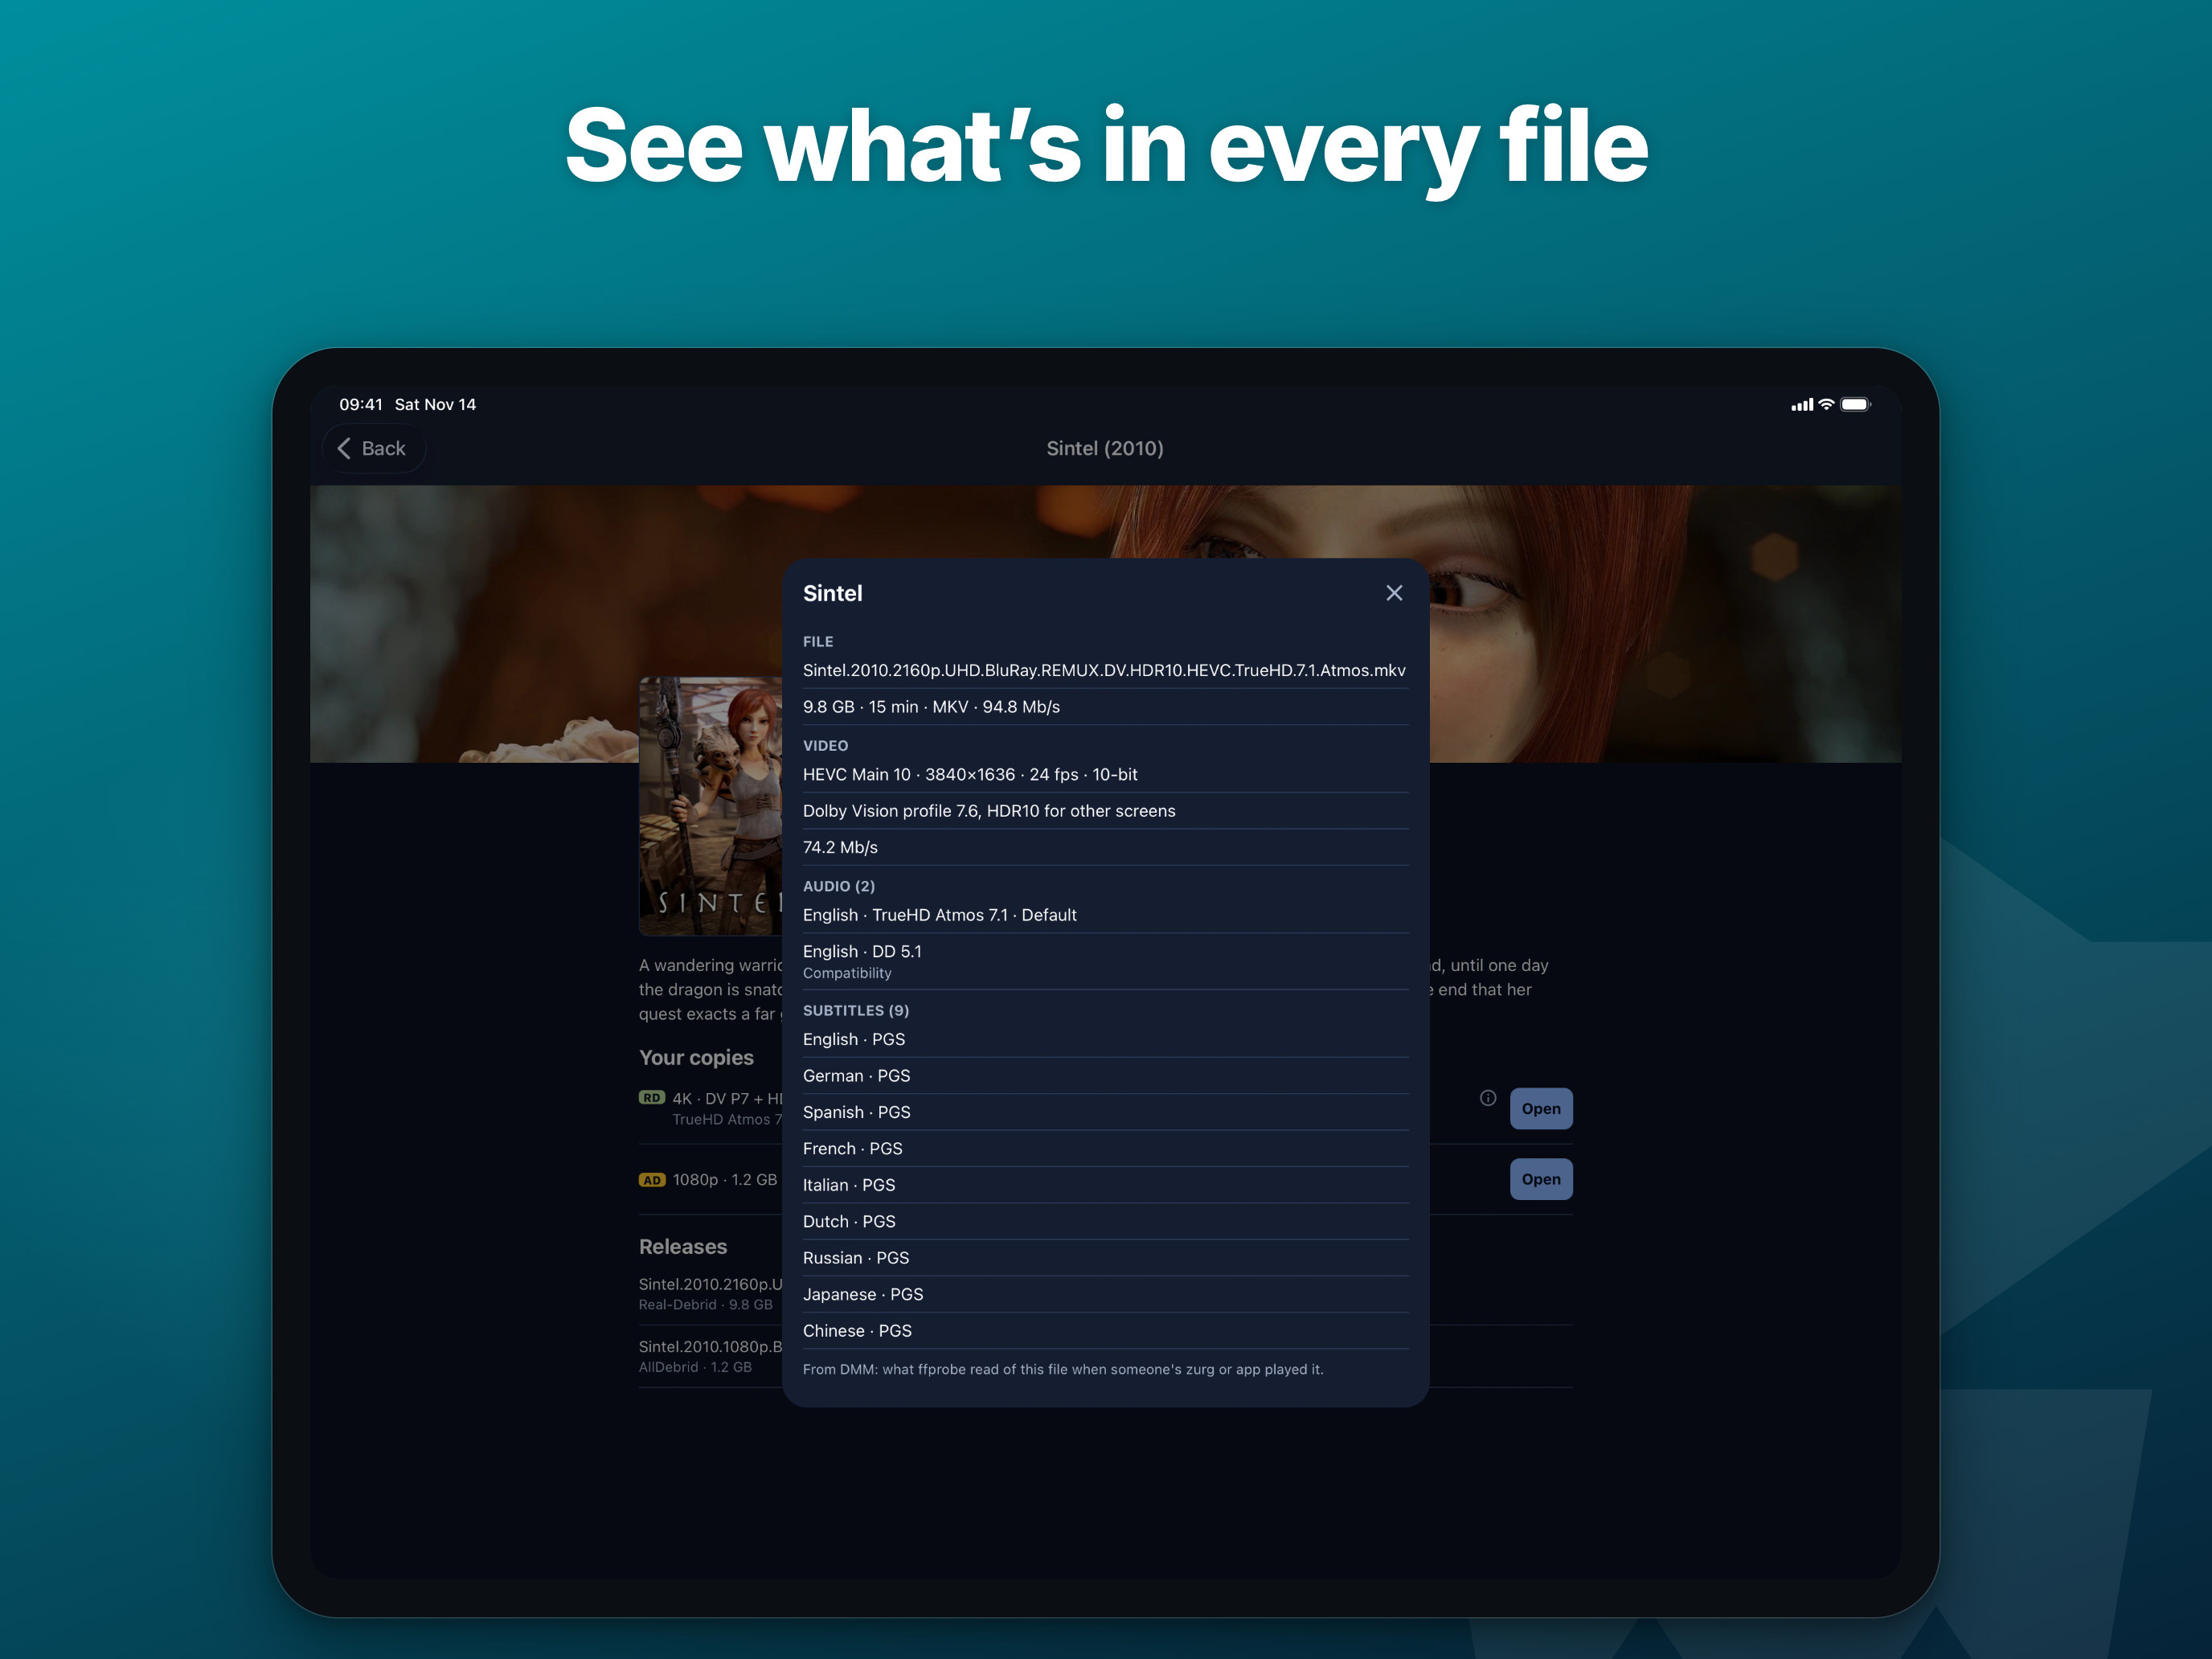 See what’s in every file
09:41 Sat Nov 14
Back
Sintel (2010)
Sintel
FILE
Sintel.2010.2160p.UHD.BluRay.REMUX.DV.HDR10.HEVC.TrueHD.7.1.Atmos.mkv
9.8 GB · 15 min · MKV · 94.8 Mb/s
VIDEO
HEVC Main 10 · 3840×1636 · 24 fps · 10-bit
Dolby Vision profile 7.6, HDR10 for other screens
74.2 Mb/s
AUDIO (2)
English · TrueHD Atmos 7.1 · Default
English · DD 5.1
Compatibility
SUBTITLES (9)
English · PGS
German · PGS
Spanish · PGS
French · PGS
Italian · PGS
Dutch · PGS
Russian · PGS
Japanese · PGS
Chinese · PGS
From DMM: what ffprobe read of this file when someone's zurg or app played it.
A wandering
the dragon is
quest exacts a far
until one day
end that her
Your copies
RD 4K · DV P7 +
TrueHD Atmos
Open
AD 1080p · 1.2 GB
Open
Releases
Sintel.2010.2160p.
Real-Debrid · 9.8 GB
Sintel.2010.1080p.
AllDebrid · 1.2 GB